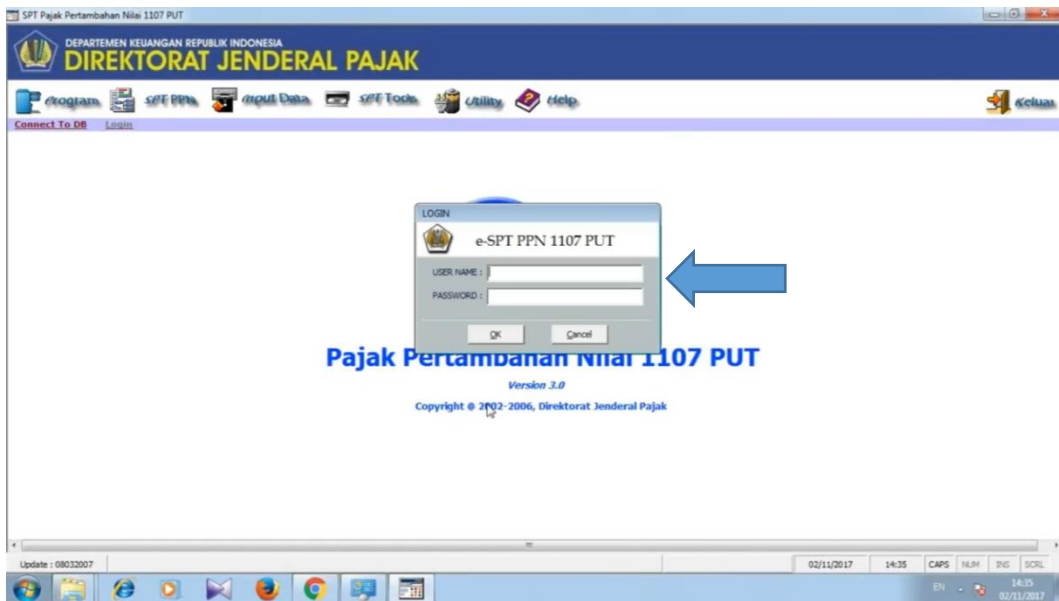 SPT Pajak Pertambahan Nilai 1107 PUT
DEPARTEMEN KEUANGAN REPUBLIK INDONESIA
DIREKTORAT JENDERAL PAJAK
Program SPT PPN Input Data SPT Tools Utility Help Keluar
Connect To DB Login
LOGIN
e-SPT PPN 1107 PUT
USER NAME :
PASSWORD :
OK Cancel
Pajak Pertambahan Nilai 1107 PUT
Version 3.0
Copyright @ 2002-2006, Direktorat Jenderal Pajak
Update : 08032007 02/11/2017 14:35 CAPS NUM INS SCRL
EN 14:35
02/11/2017